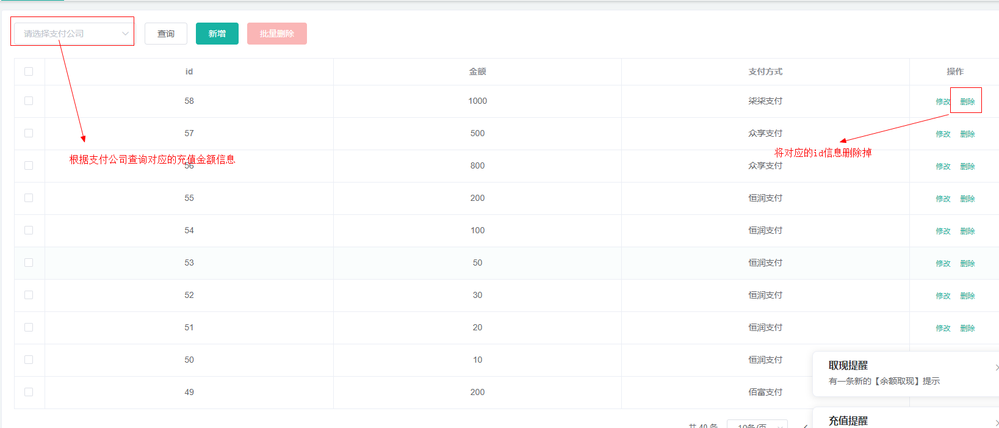 请选择支付公司 查询 新增 批量删除
id 金额 支付方式 操作
58 1000 柒柒支付 修改 删除
57 500 众享支付 修改 删除
根据支付公司查询对应的充值金额信息
将对应的id信息删除掉
56 800 众享支付 修改 删除
55 200 恒润支付 修改 删除
54 100 恒润支付 修改 删除
53 50 恒润支付 修改 删除
52 30 恒润支付 修改 删除
51 20 恒润支付 修改 删除
50 10 恒润支付
取现提醒
有一条新的【余额取现】提示
49 200 佰富支付
共 40 条 10条/页
充值提醒